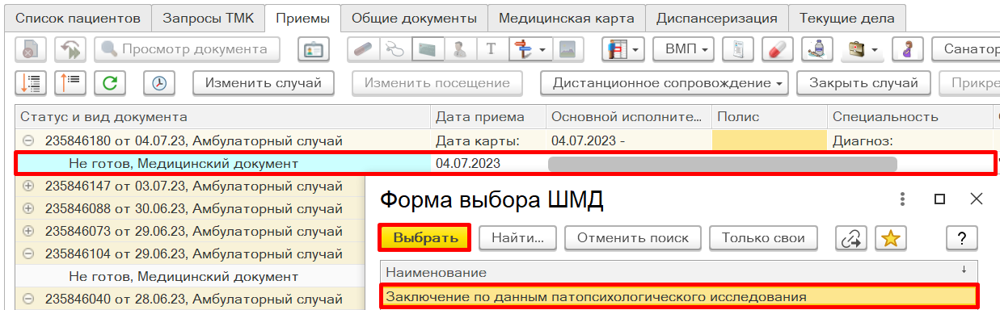 Список пациентов Запросы ТМК Приемы Общие документы Медицинская карта Диспансеризация Текущие дела
Просмотр документа T ВМП Санатор
Изменить случай Изменить посещение Дистанционное сопровождение Закрыть случай Прикре
Статус и вид документа Дата приема Основной исполните... Полис Специальность
235846180 от 04.07.23, Амбулаторный случай Дата карты: 04.07.2023 - Диагноз:
Не готов, Медицинский документ 04.07.2023
235846147 от 03.07.23, Амбулаторный случай
235846088 от 30.06.23, Амбулаторный случай
235846073 от 29.06.23, Амбулаторный случай
235846104 от 29.06.23, Амбулаторный случай
Не готов, Медицинский документ
235846040 от 28.06.23, Амбулаторный случай
Форма выбора ШМД
Выбрать Найти... Отменить поиск Только свои ?
Наименование ↓
Заключение по данным патопсихологического исследования